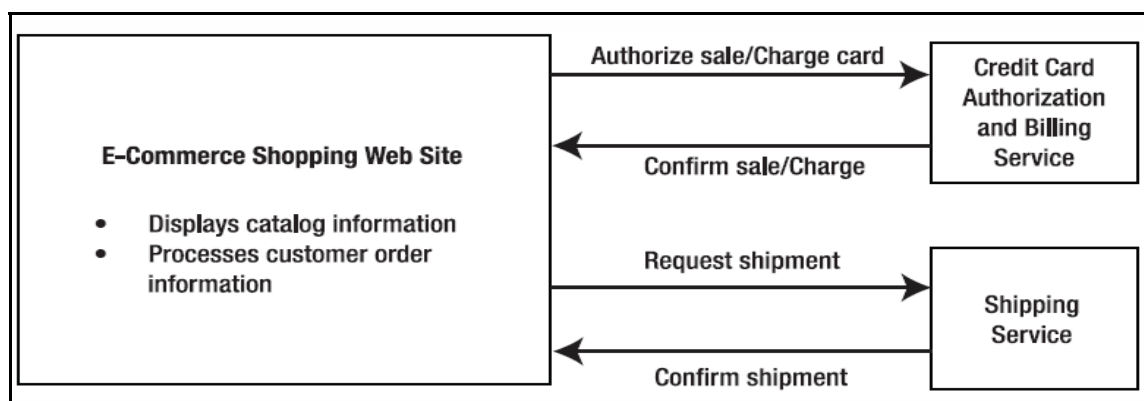 Authorize sale/Charge card
Credit Card
Authorization
and Billing
Service
E-Commerce Shopping Web Site
Confirm sale/Charge
• Displays catalog information
• Processes customer order
information
Request shipment
Shipping
Service
Confirm shipment